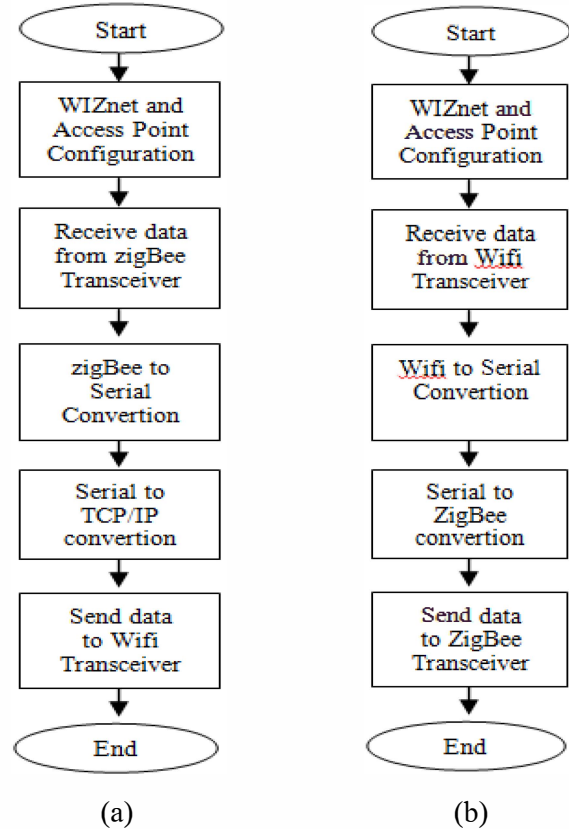 Start
WIZnet and
Access Point
Configuration
Receive data
from zigBee
Transceiver
zigBee to
Serial
Convertion
Serial to
TCP/IP
convertion
Send data
to Wifi
Transceiver
End
(a)
Start
WIZnet and
Access Point
Configuration
Receive data
from Wifi
Transceiver
Wifi to Serial
Convertion
Serial to
ZigBee
convertion
Send data
to ZigBee
Transceiver
End
(b)